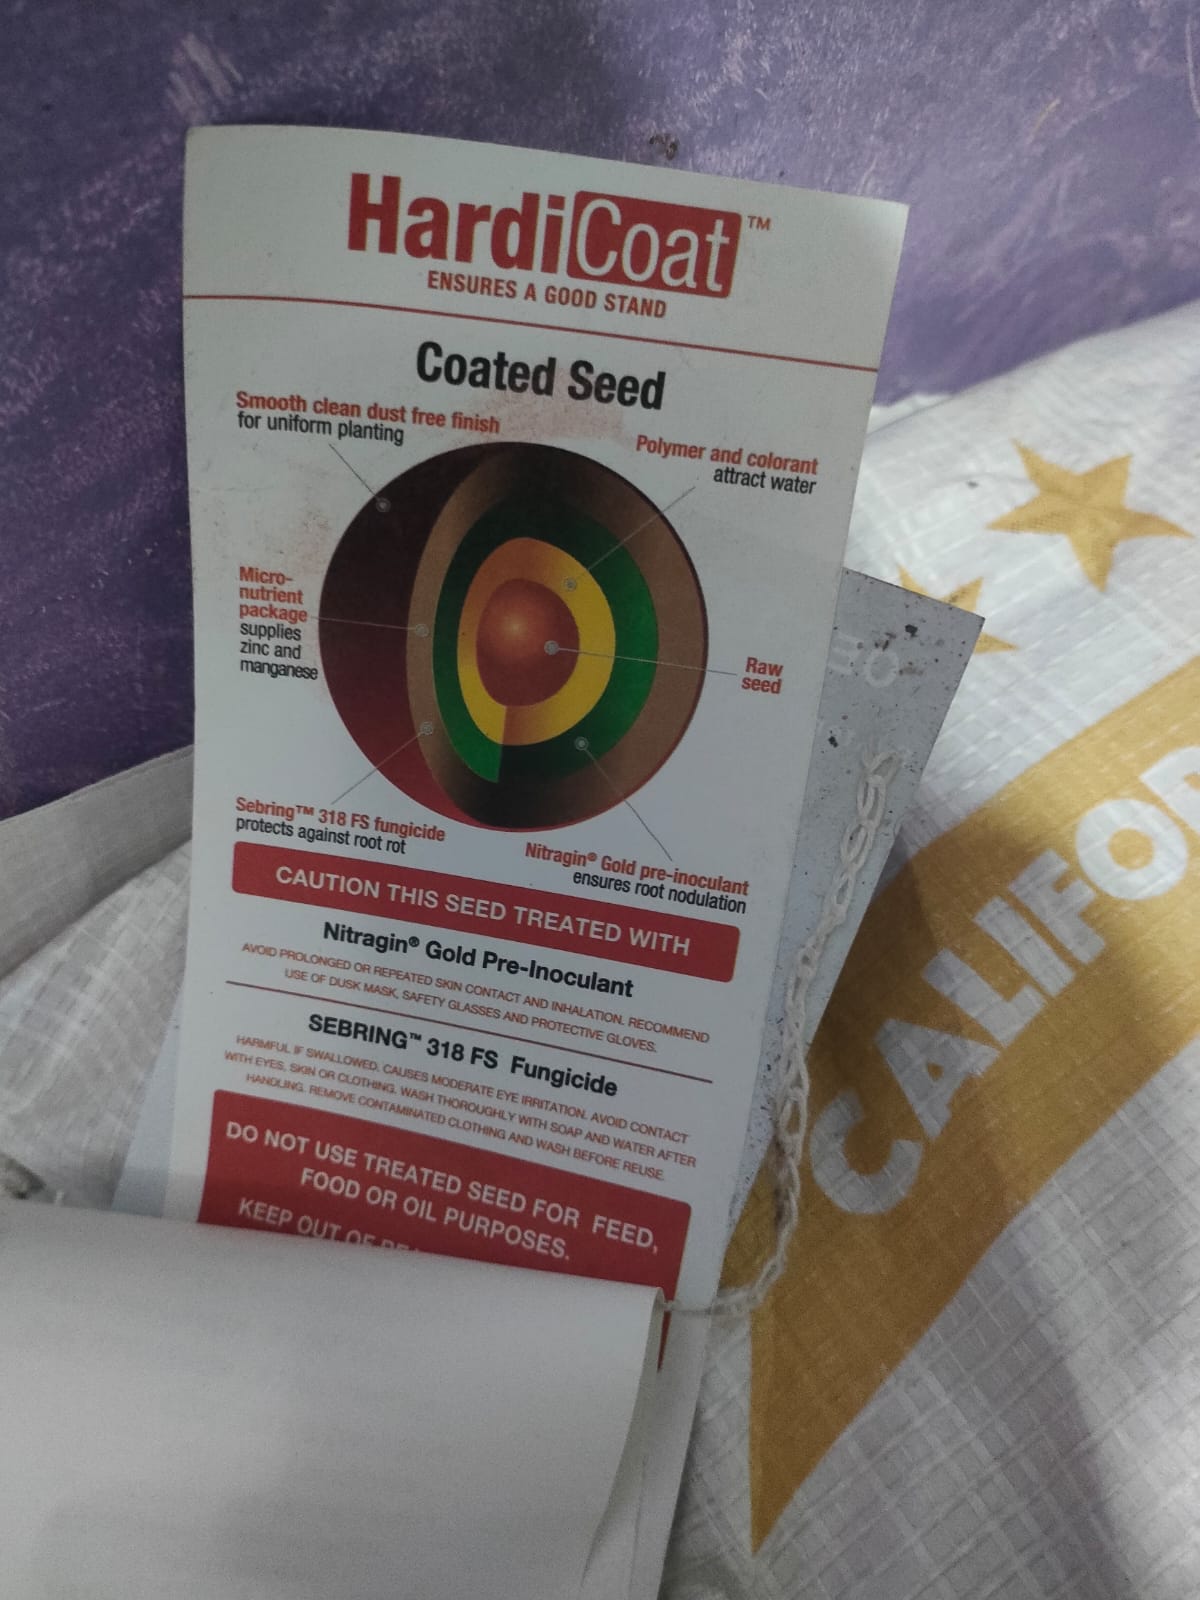 HardiCoat™
ENSURES A GOOD STAND
Coated Seed
Smooth clean dust free finish
for uniform planting
Polymer and colorant
attract water
Micro-
nutrient
package
supplies
zinc and
manganese
Raw
seed
Sebring™ 318 FS fungicide
protects against root rot
Nitragin® Gold pre-inoculant
ensures root nodulation
CAUTION THIS SEED TREATED WITH
Nitragin® Gold Pre-Inoculant
AVOID PROLONGED OR REPEATED SKIN CONTACT AND INHALATION. RECOMMEND
USE OF DUSK MASK, SAFETY GLASSES AND PROTECTIVE GLOVES.
SEBRING™ 318 FS Fungicide
HARMFUL IF SWALLOWED. CAUSES MODERATE EYE IRRITATION. AVOID CONTACT
WITH EYES, SKIN OR CLOTHING. WASH THOROUGHLY WITH SOAP AND WATER AFTER
HANDLING. REMOVE CONTAMINATED CLOTHING AND WASH BEFORE REUSE.
DO NOT USE TREATED SEED FOR FEED,
FOOD OR OIL PURPOSES.
KEEP OUT OF
CALIFO